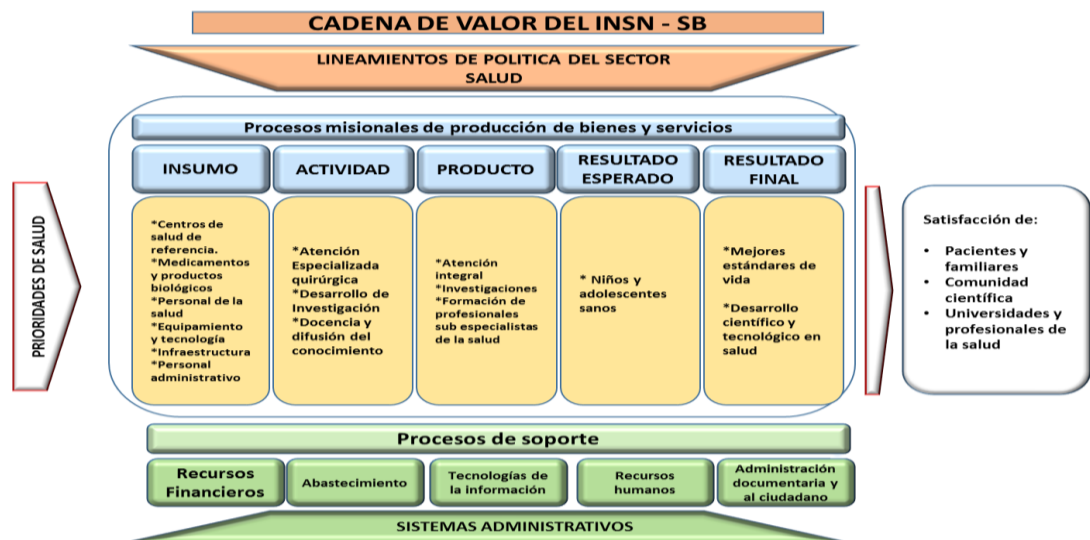 CADENA DE VALOR DEL INSN - SB
LINEAMIENTOS DE POLITICA DEL SECTOR
SALUD
PRIORIDADES DE SALUD
Procesos misionales de producción de bienes y servicios
INSUMO
*Centros de
salud de
referencia.
*Medicamentos
y productos
biológicos
*Personal de la
salud
*Equipamiento
y tecnología
*Infraestructura
*Personal
administrativo
ACTIVIDAD
*Atención
Especializada
quirúrgica
*Desarrollo de
Investigación
*Docencia y
difusión del
conocimiento
PRODUCTO
*Atención
integral
*Investigaciones
*Formación de
profesionales
sub especialistas
de la salud
RESULTADO
ESPERADO
* Niños y
adolescentes
sanos
RESULTADO
FINAL
*Mejores
estándares de
vida
*Desarrollo
científico y
tecnológico en
salud
Satisfacción de:
• Pacientes y
familiares
• Comunidad
científica
• Universidades y
profesionales de
la salud
Procesos de soporte
Recursos
Financieros
Abastecimiento
Tecnologías de
la información
Recursos
humanos
Administración
documentaria y
al ciudadano
SISTEMAS ADMINISTRATIVOS